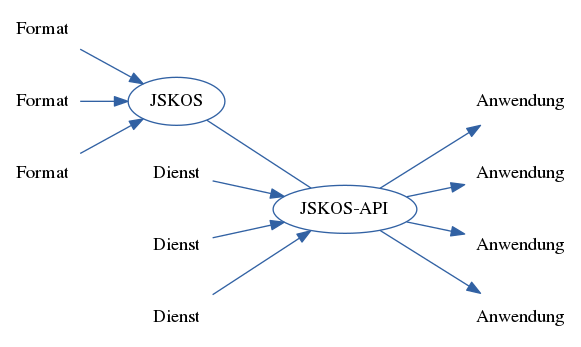 Format
Format
Format
JSKOS
Dienst
Dienst
Dienst
JSKOS-API
Anwendung
Anwendung
Anwendung
Anwendung